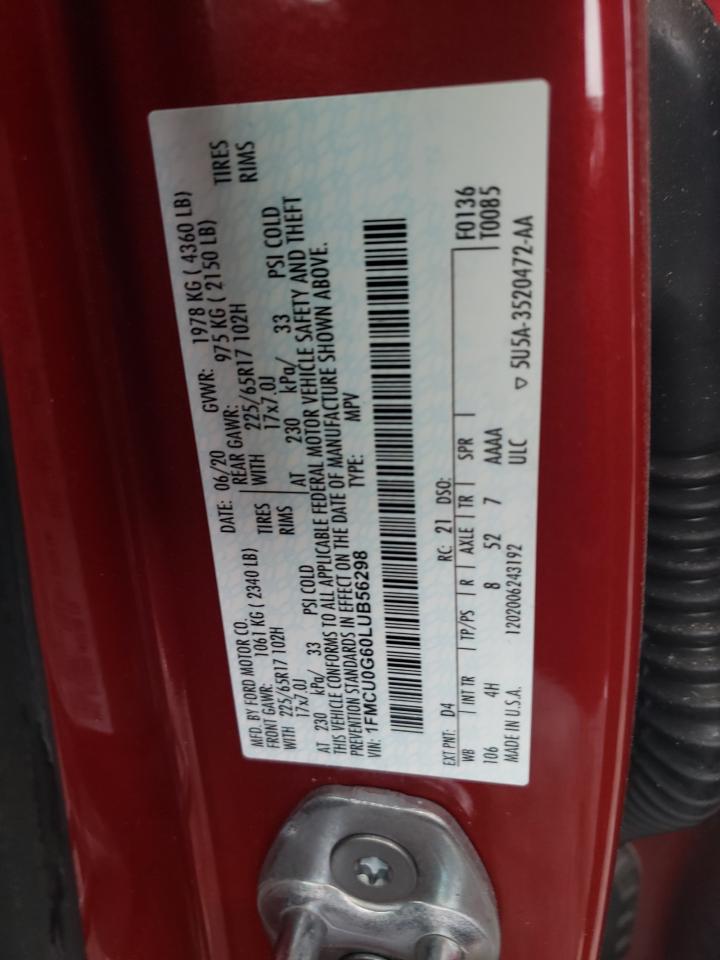 MFD. BY FORD MOTOR CO.
DATE: 06/20 GVWR: 1978 KG ( 4360 LB)
FRONT GAWR: 1061 KG ( 2340 LB) REAR GAWR: 975 KG ( 2150 LB)
WITH 225/65R17 102H TIRES WITH 225/65R17 102H TIRES
17x7.0J RIMS 17x7.0J RIMS
AT 230 kPa/ 33 PSI COLD AT 230 kPa/ 33 PSI COLD
THIS VEHICLE CONFORMS TO ALL APPLICABLE FEDERAL MOTOR VEHICLE SAFETY AND THEFT
PREVENTION STANDARDS IN EFFECT ON THE DATE OF MANUFACTURE SHOWN ABOVE.
VIN: 1FMCU0G60LUB56298 TYPE: MPV
EXT PNT: D4 RC: 21 DSO: F0136
WB INT TR TP/PS R AXLE TR SPR T0085
106 4H 8 52 7 AAAA
MADE IN U.S.A. 1202006243192 ULC ▽ 5U5A-3520472-AA